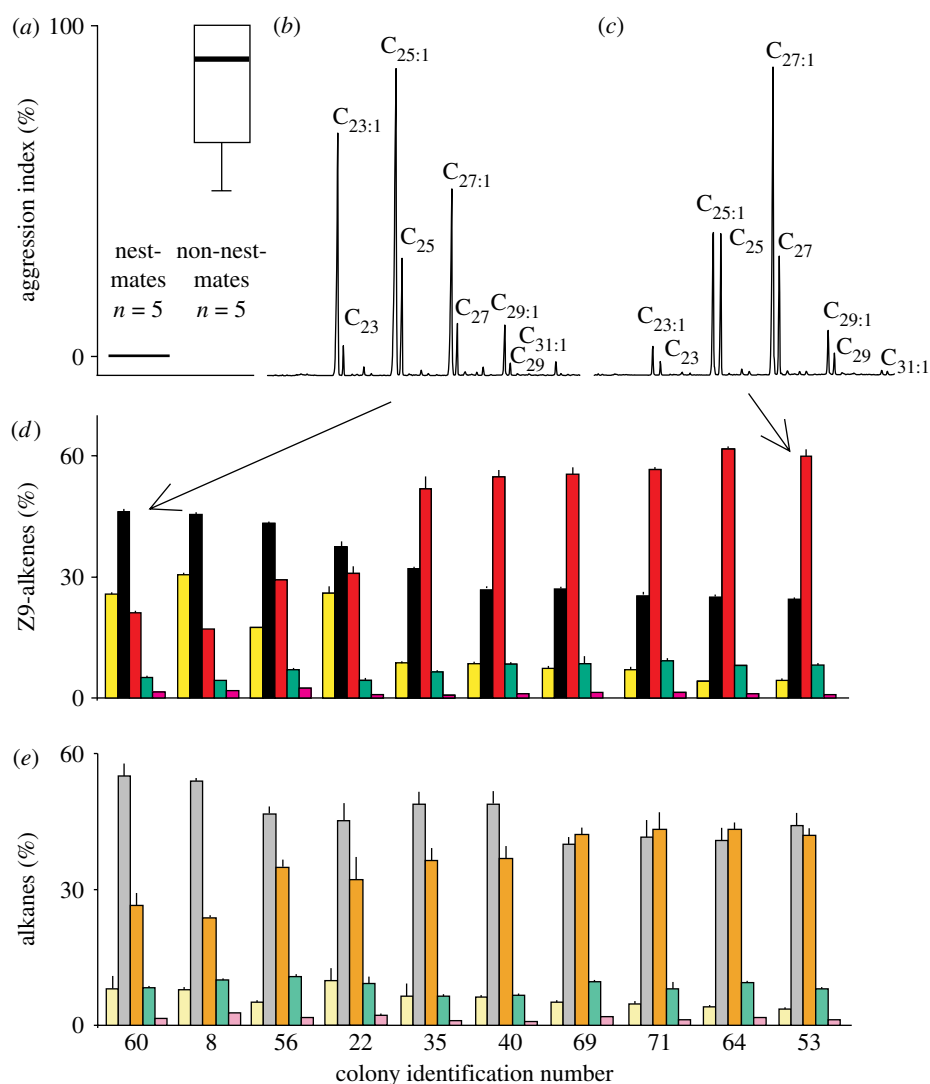 (a)
100
aggression index (%)
0
nest-
mates
n = 5
non-nest-
mates
n = 5
(b)
C23:1
C23
C25:1
C25
C27:1
C27
C29:1
C29
C31:1
(c)
C23:1
C23
C25:1
C25
C27:1
C27
C29:1
C29
C31:1
(d)
Z9-alkenes (%)
60
30
0
(e)
alkanes (%)
60
30
0
60 8 56 22 35 40 69 71 64 53
colony identification number